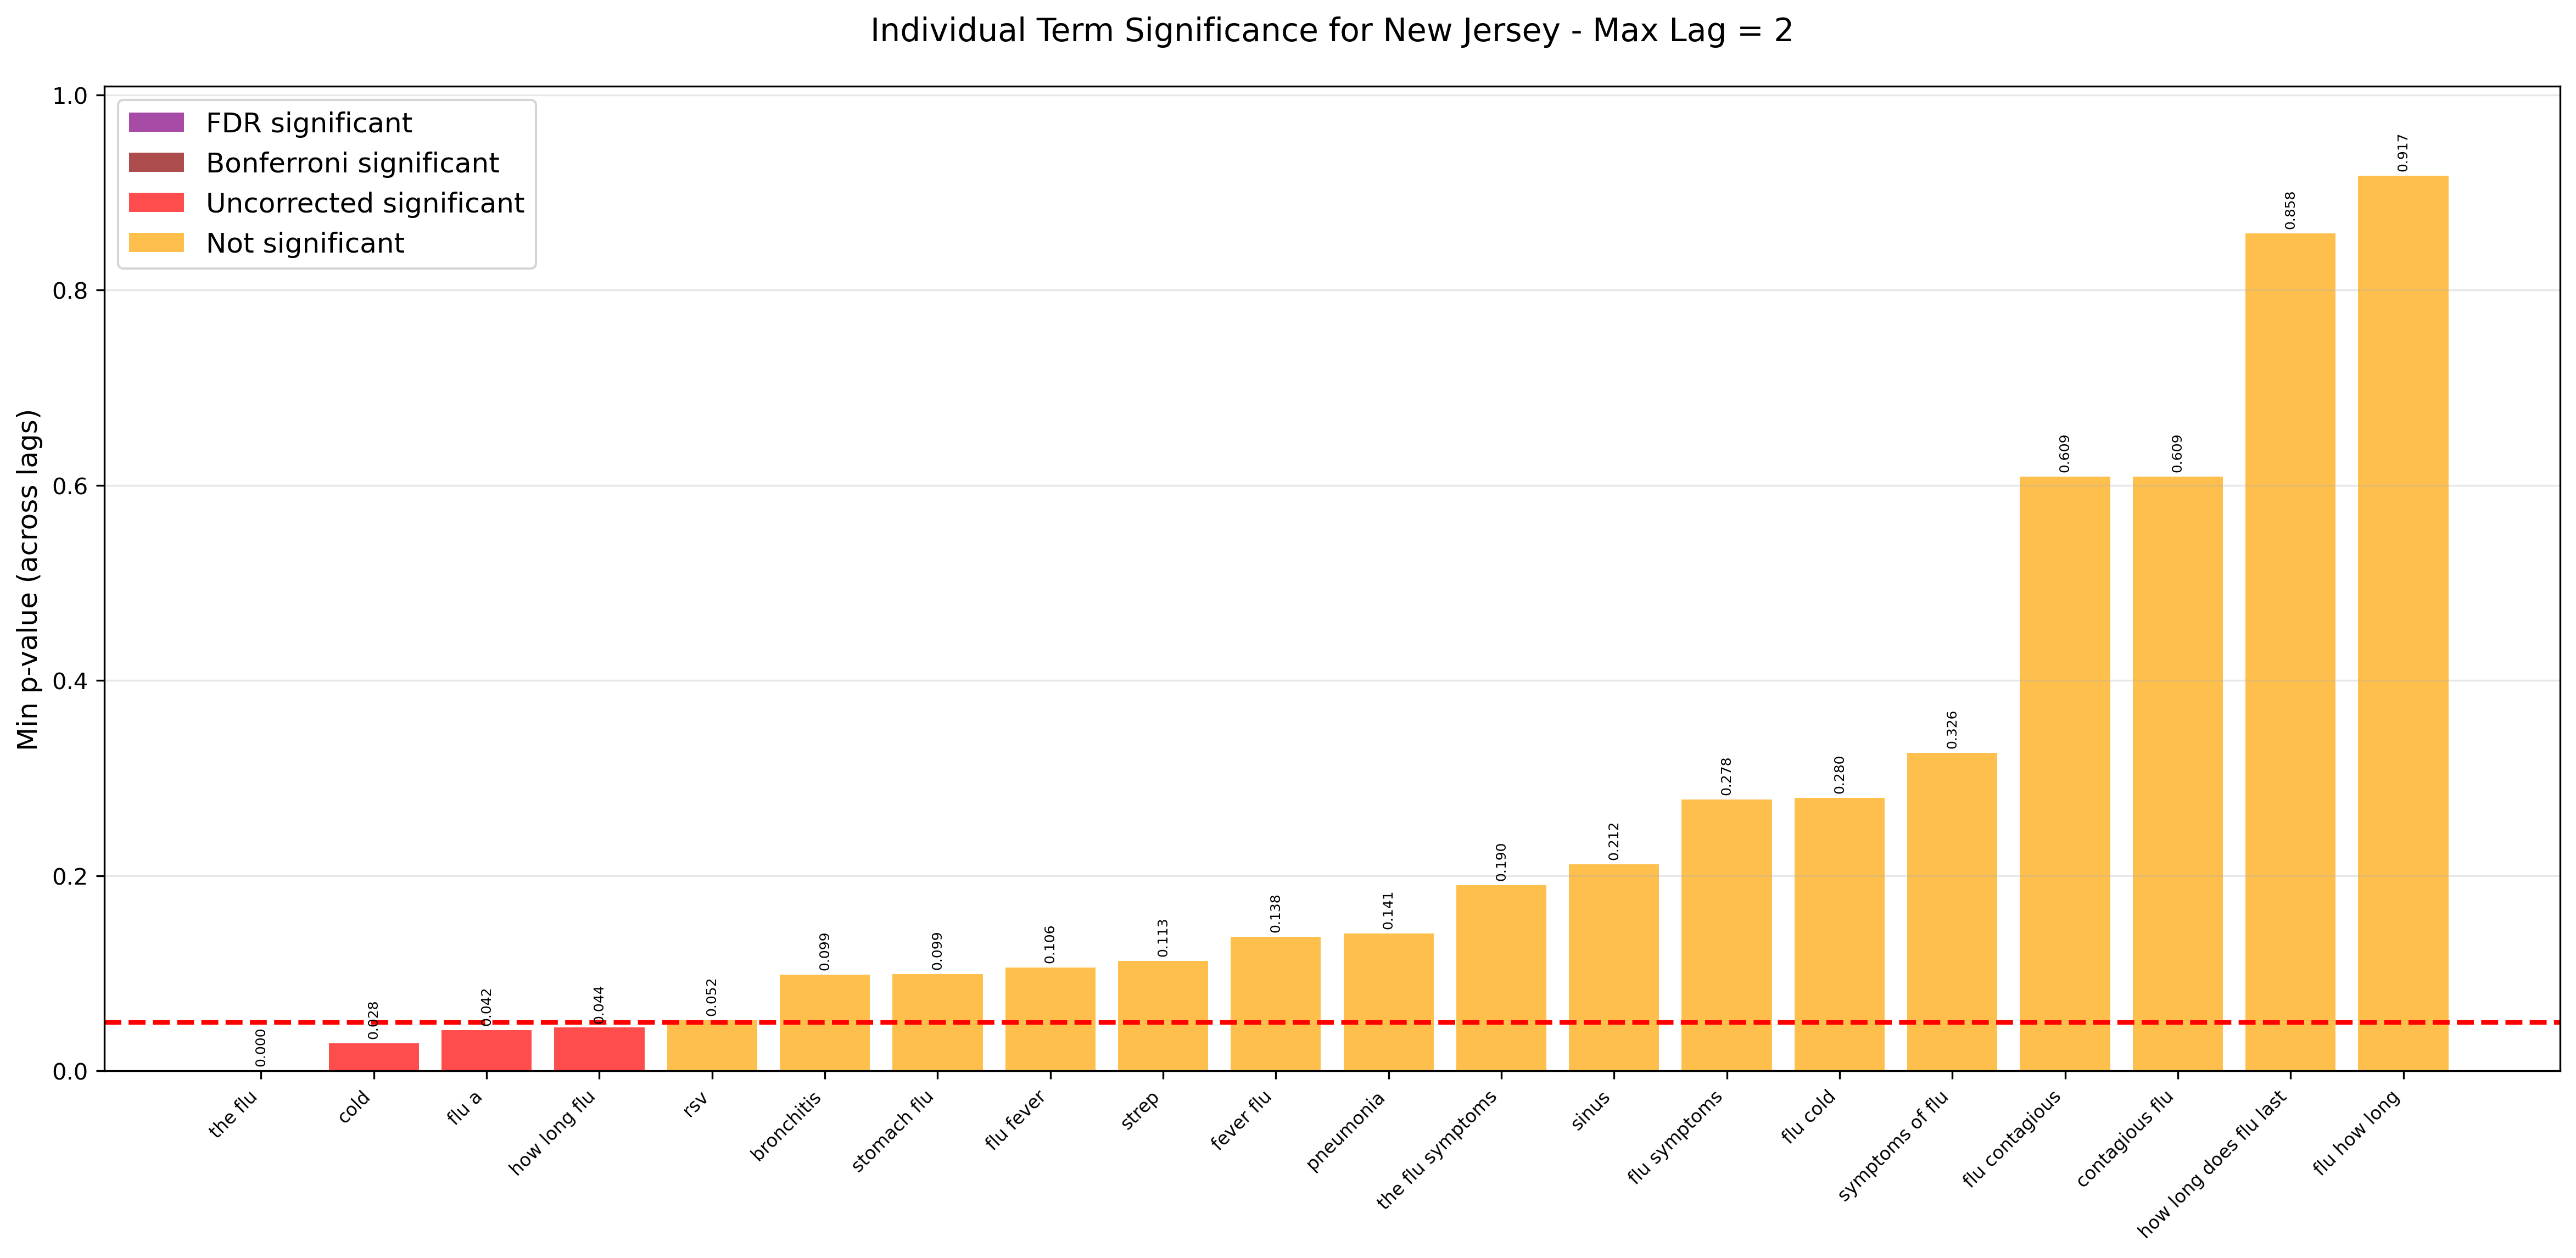 Individual Term Significance for New Jersey - Max Lag = 2
FDR significant
Bonferroni significant
Uncorrected significant
Not significant
Min p-value (across lags)
1.0
0.8
0.6
0.4
0.2
0.0
0.000
0.028
0.042
0.044
0.052
0.099
0.099
0.106
0.113
0.138
0.141
0.190
0.212
0.278
0.280
0.326
0.609
0.609
0.858
0.917
the flu
cold
flu a
how long flu
rsv
bronchitis
stomach flu
flu fever
strep
fever flu
pneumonia
the flu symptoms
sinus
flu symptoms
flu cold
symptoms of flu
flu contagious
contagious flu
how long does flu last
flu how long